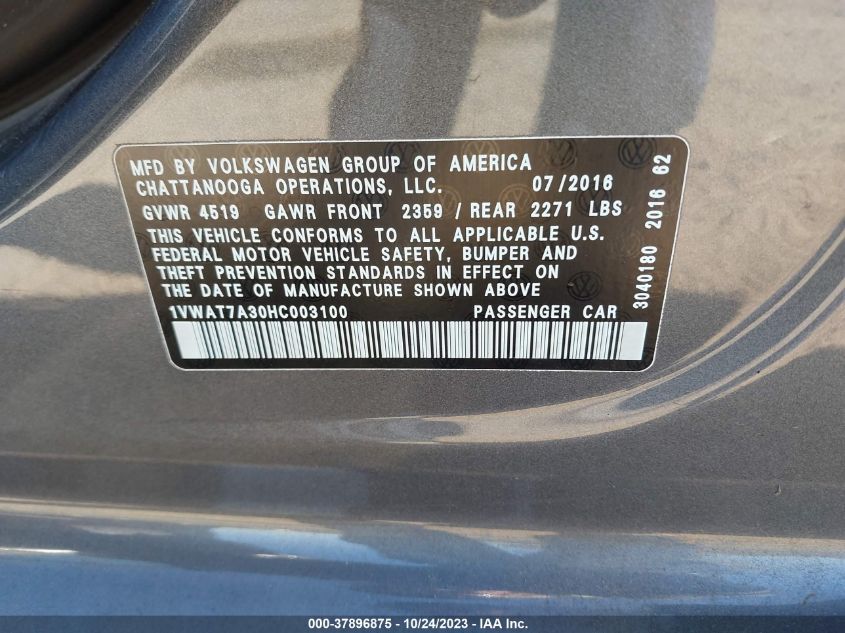 MFD BY VOLKSWAGEN GROUP OF AMERICA
CHATTANOOGA OPERATIONS, LLC. 07/2016
GVWR 4519 GAWR FRONT 2359 / REAR 2271 LBS
THIS VEHICLE CONFORMS TO ALL APPLICABLE U.S.
FEDERAL MOTOR VEHICLE SAFETY, BUMPER AND
THEFT PREVENTION STANDARDS IN EFFECT ON
THE DATE OF MANUFACTURE SHOWN ABOVE
1VWAT7A30HC003100 PASSENGER CAR
3040180 2016 62
000-37896875 - 10/24/2023 - IAA Inc.